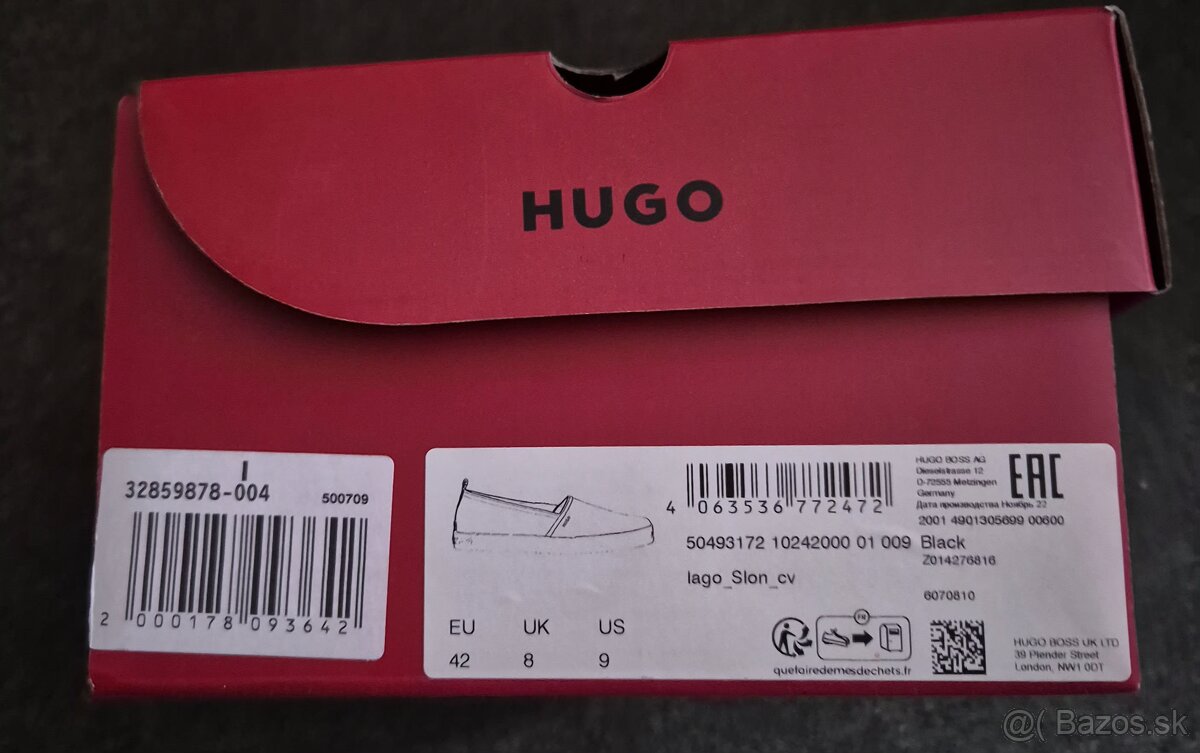 HUGO
I
32859878-004
500709
2 000178 093642
EU UK US
42 8 9
4 063536 772472
50493172 10242000 01 009 Black
Iago_Slon_cv
HUGO BOSS AG
Dieselstrasse 12
D-72555 Metzingen
Germany
Дата производства Ноябрь 22
EAC
2001 4901305699 00600
Z014276816
6070810
FR
quefairedemesdechets.fr
HUGO BOSS UK LTD
39 Plender Street
London, NW1 0DT
@( Bazos.sk